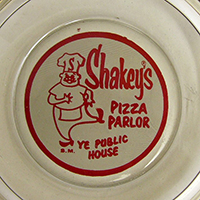 Shakey's
PIZZA
PARLOR
YE PUBLIC
HOUSE
B.M.